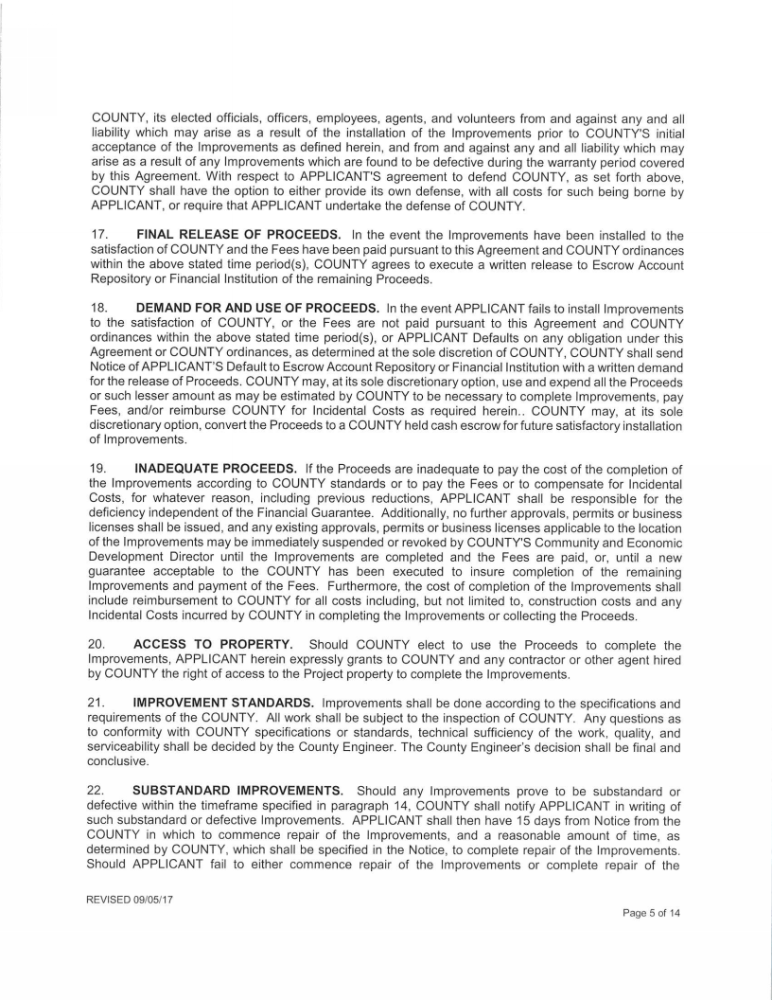 COUNTY, its elected officials, officers, employees, agents, and volunteers from and against any and all
liability which may arise as a result of the installation of the Improvements prior to COUNTY'S initial
acceptance of the Improvements as defined herein, and from and against any and all liability which may
arise as a result of any Improvements which are found to be defective during the warranty period covered
by this Agreement. With respect to APPLICANT'S agreement to defend COUNTY, as set forth above,
COUNTY shall have the option to either provide its own defense, with all costs for such being borne by
APPLICANT, or require that APPLICANT undertake the defense of COUNTY.
17. FINAL RELEASE OF PROCEEDS. In the event the Improvements have been installed to the
satisfaction of COUNTY and the Fees have been paid pursuant to this Agreement and COUNTY ordinances
within the above stated time period(s), COUNTY agrees to execute a written release to Escrow Account
Repository or Financial Institution of the remaining Proceeds.
18. DEMAND FOR AND USE OF PROCEEDS. In the event APPLICANT fails to install Improvements
to the satisfaction of COUNTY, or the Fees are not paid pursuant to this Agreement and COUNTY
ordinances within the above stated time period(s), or APPLICANT Defaults on any obligation under this
Agreement or COUNTY ordinances, as determined at the sole discretion of COUNTY, COUNTY shall send
Notice of APPLICANT'S Default to Escrow Account Repository or Financial Institution with a written demand
for the release of Proceeds. COUNTY may, at its sole discretionary option, use and expend all the Proceeds
or such lesser amount as may be estimated by COUNTY to be necessary to complete Improvements, pay
Fees, and/or reimburse COUNTY for Incidental Costs as required herein.. COUNTY may, at its sole
discretionary option, convert the Proceeds to a COUNTY held cash escrow for future satisfactory installation
of Improvements.
19. INADEQUATE PROCEEDS. If the Proceeds are inadequate to pay the cost of the completion of
the Improvements according to COUNTY standards or to pay the Fees or to compensate for Incidental
Costs, for whatever reason, including previous reductions, APPLICANT shall be responsible for the
deficiency independent of the Financial Guarantee. Additionally, no further approvals, permits or business
licenses shall be issued, and any existing approvals, permits or business licenses applicable to the location
of the Improvements may be immediately suspended or revoked by COUNTY'S Community and Economic
Development Director until the Improvements are completed and the Fees are paid, or, until a new
guarantee acceptable to the COUNTY has been executed to insure completion of the remaining
Improvements and payment of the Fees. Furthermore, the cost of completion of the Improvements shall
include reimbursement to COUNTY for all costs including, but not limited to, construction costs and any
Incidental Costs incurred by COUNTY in completing the Improvements or collecting the Proceeds.
20. ACCESS TO PROPERTY. Should COUNTY elect to use the Proceeds to complete the
Improvements, APPLICANT herein expressly grants to COUNTY and any contractor or other agent hired
by COUNTY the right of access to the Project property to complete the Improvements.
21. IMPROVEMENT STANDARDS. Improvements shall be done according to the specifications and
requirements of the COUNTY. All work shall be subject to the inspection of COUNTY. Any questions as
to conformity with COUNTY specifications or standards, technical sufficiency of the work, quality, and
serviceability shall be decided by the County Engineer. The County Engineer's decision shall be final and
conclusive.
22. SUBSTANDARD IMPROVEMENTS. Should any Improvements prove to be substandard or
defective within the timeframe specified in paragraph 14, COUNTY shall notify APPLICANT in writing of
such substandard or defective Improvements. APPLICANT shall then have 15 days from Notice from the
COUNTY in which to commence repair of the Improvements, and a reasonable amount of time, as
determined by COUNTY, which shall be specified in the Notice, to complete repair of the Improvements.
Should APPLICANT fail to either commence repair of the Improvements or complete repair of the
REVISED 09/05/17
Page 5 of 14